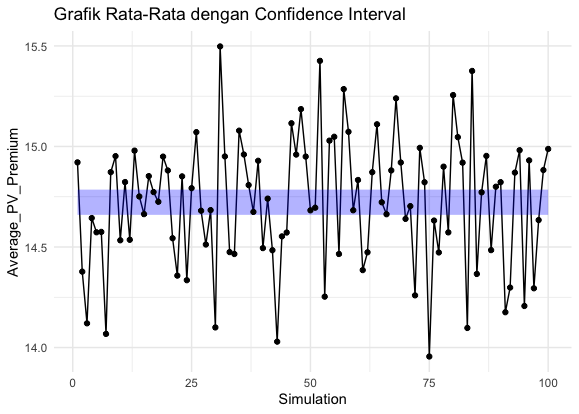 Grafik Rata-Rata dengan Confidence Interval
Average_PV_Premium
15.5
15.0
14.5
14.0
0 25 50 75 100
Simulation